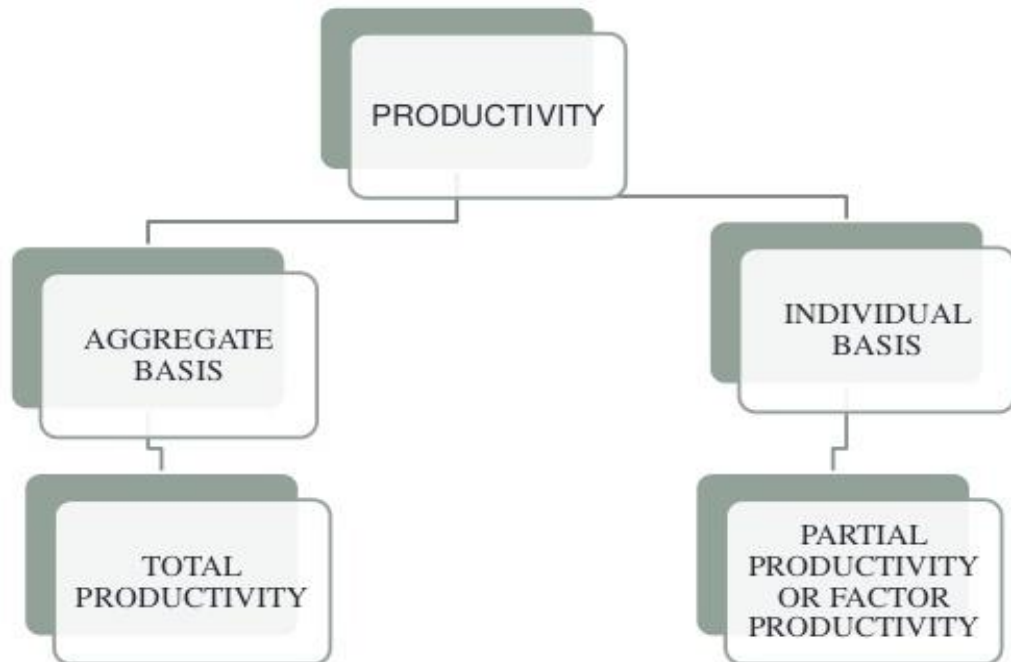 PRODUCTIVITY
AGGREGATE
BASIS
INDIVIDUAL
BASIS
TOTAL
PRODUCTIVITY
PARTIAL
PRODUCTIVITY
OR FACTOR
PRODUCTIVITY